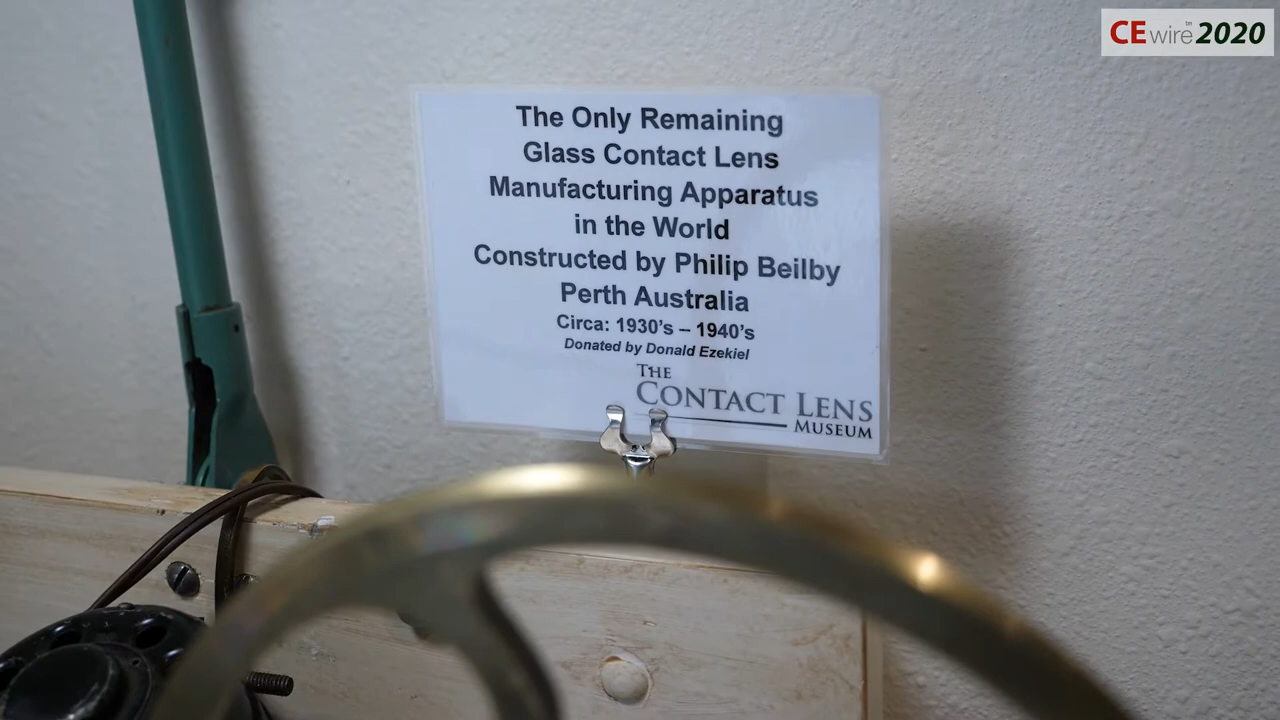 CEwire™2020
The Only Remaining
Glass Contact Lens
Manufacturing Apparatus
in the World
Constructed by Philip Beilby
Perth Australia
Circa: 1930's – 1940's
Donated by Donald Ezekiel
THE
CONTACT LENS
MUSEUM